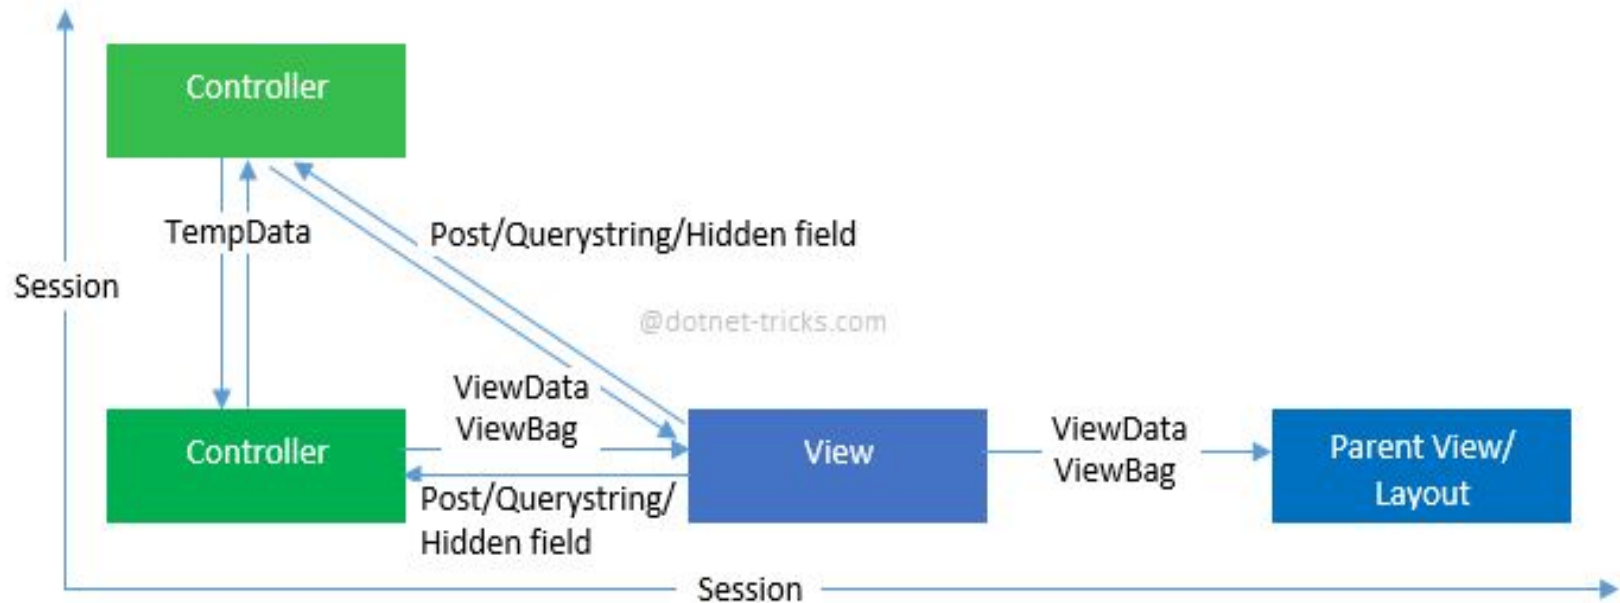 Controller
TempData
Post/Querystring/Hidden field
Session
@dotnet-tricks.com
ViewData
ViewBag
Controller
View
ViewData
ViewBag
Parent View/
Layout
Post/Querystring/
Hidden field
Session